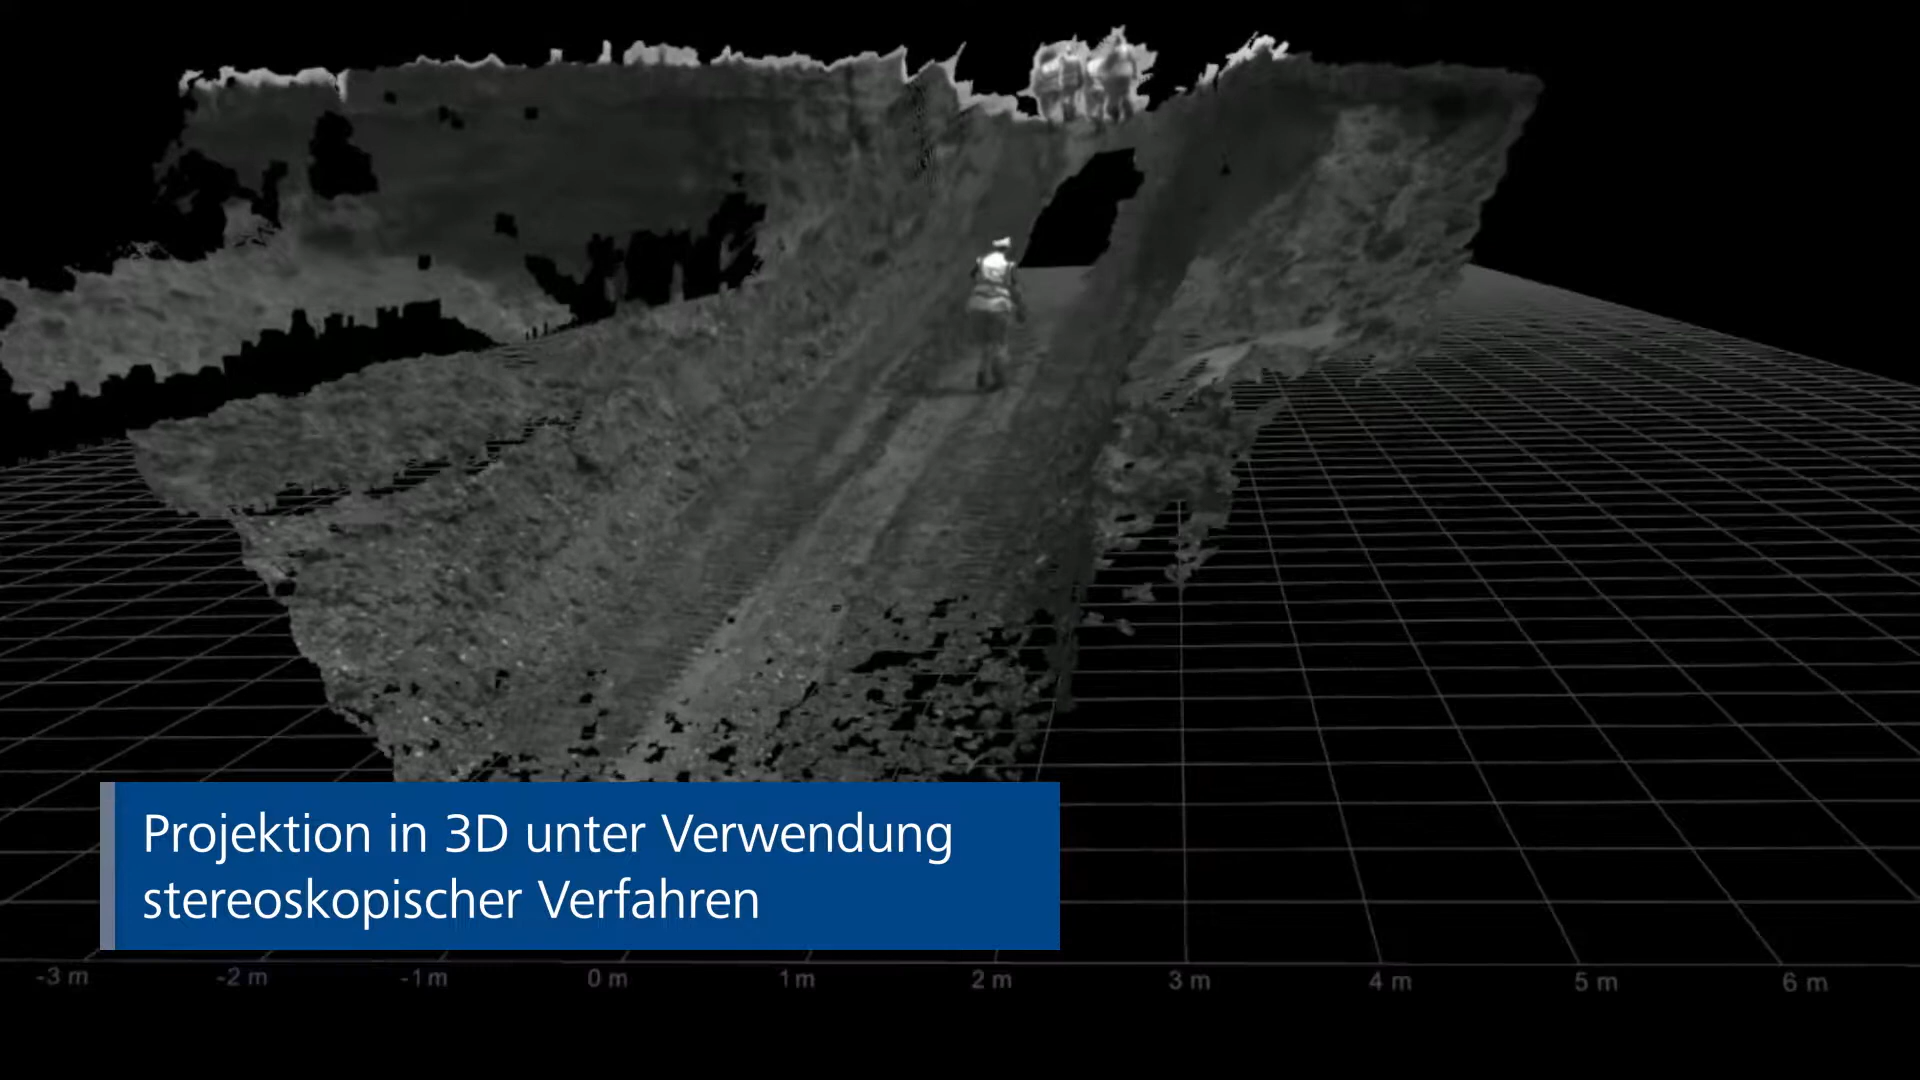 Projektion in 3D unter Verwendung
stereoskopischer Verfahren
-3 m -2 m -1 m 0 m 1 m 2 m 3 m 4 m 5 m 6 m